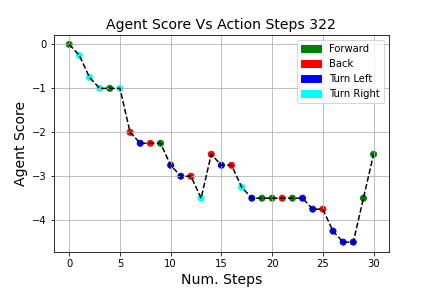 Agent Score Vs Action Steps 322
Forward
Back
Turn Left
Turn Right
0
−1
−2
−3
−4
Agent Score
0 5 10 15 20 25 30
Num. Steps